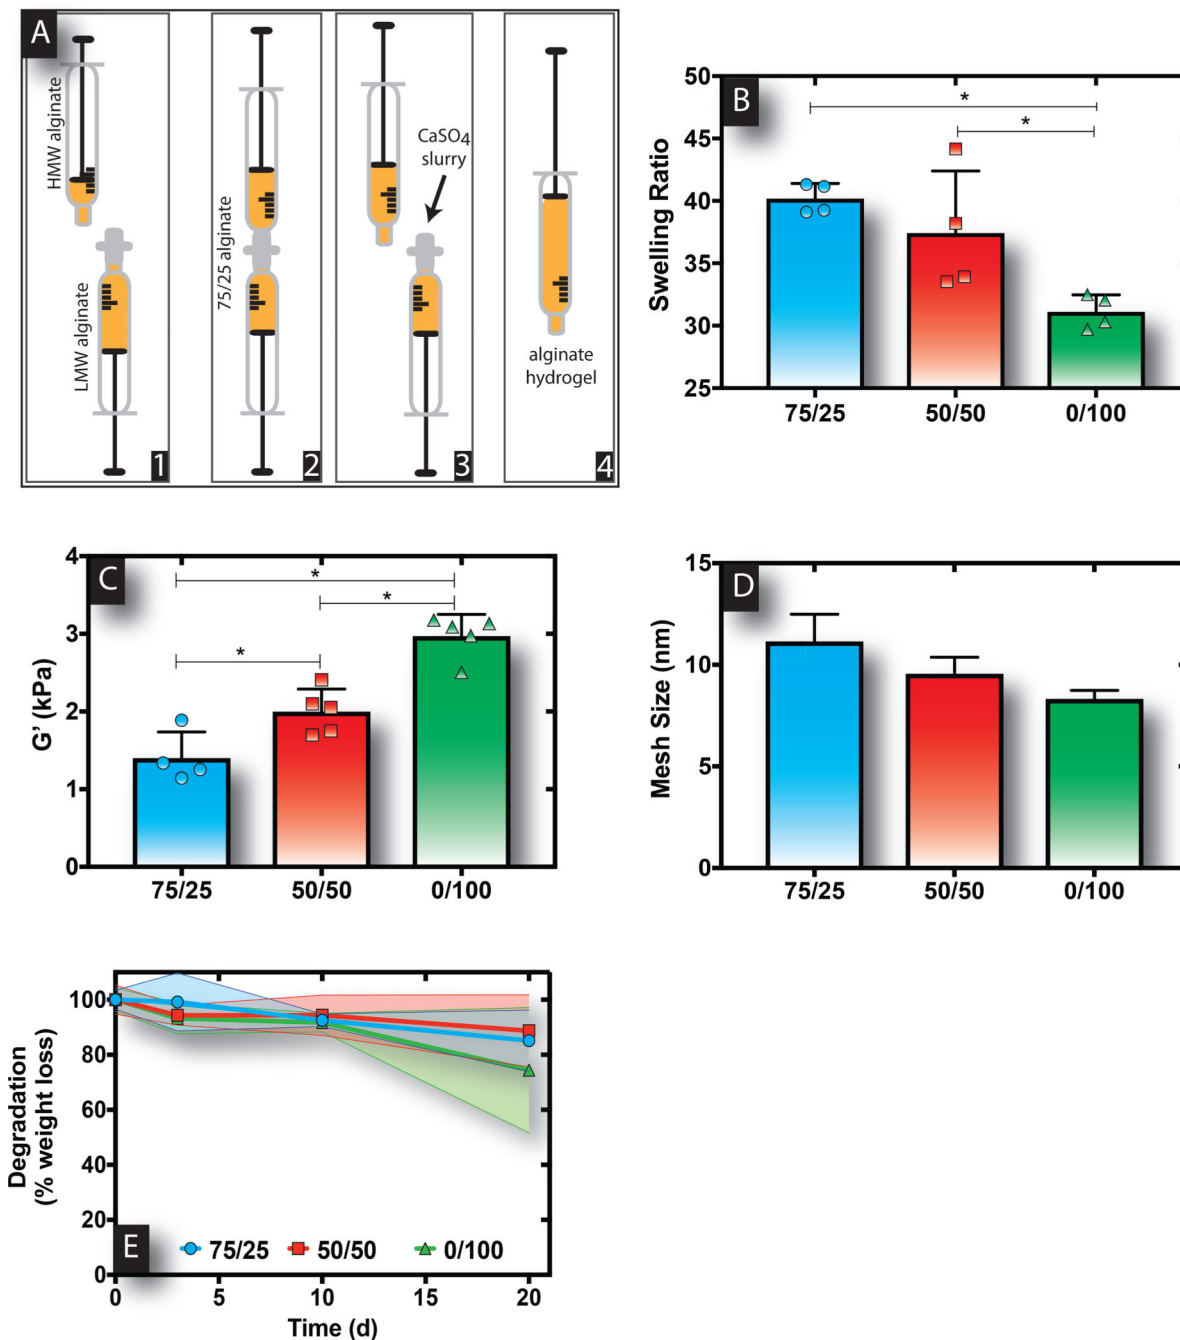 A
HMW alginate
LMW alginate
1
75/25 alginate
2
CaSO4
slurry
3
alginate
hydrogel
4
B
Swelling Ratio
50
45
40
35
30
25
*
*
75/25
50/50
0/100
C
G' (kPa)
4
3
2
1
0
*
*
*
75/25
50/50
0/100
D
Mesh Size (nm)
15
10
5
0
75/25
50/50
0/100
E
Degradation
(% weight loss)
100
80
60
40
20
0
75/25
50/50
0/100
0
5
10
15
20
Time (d)